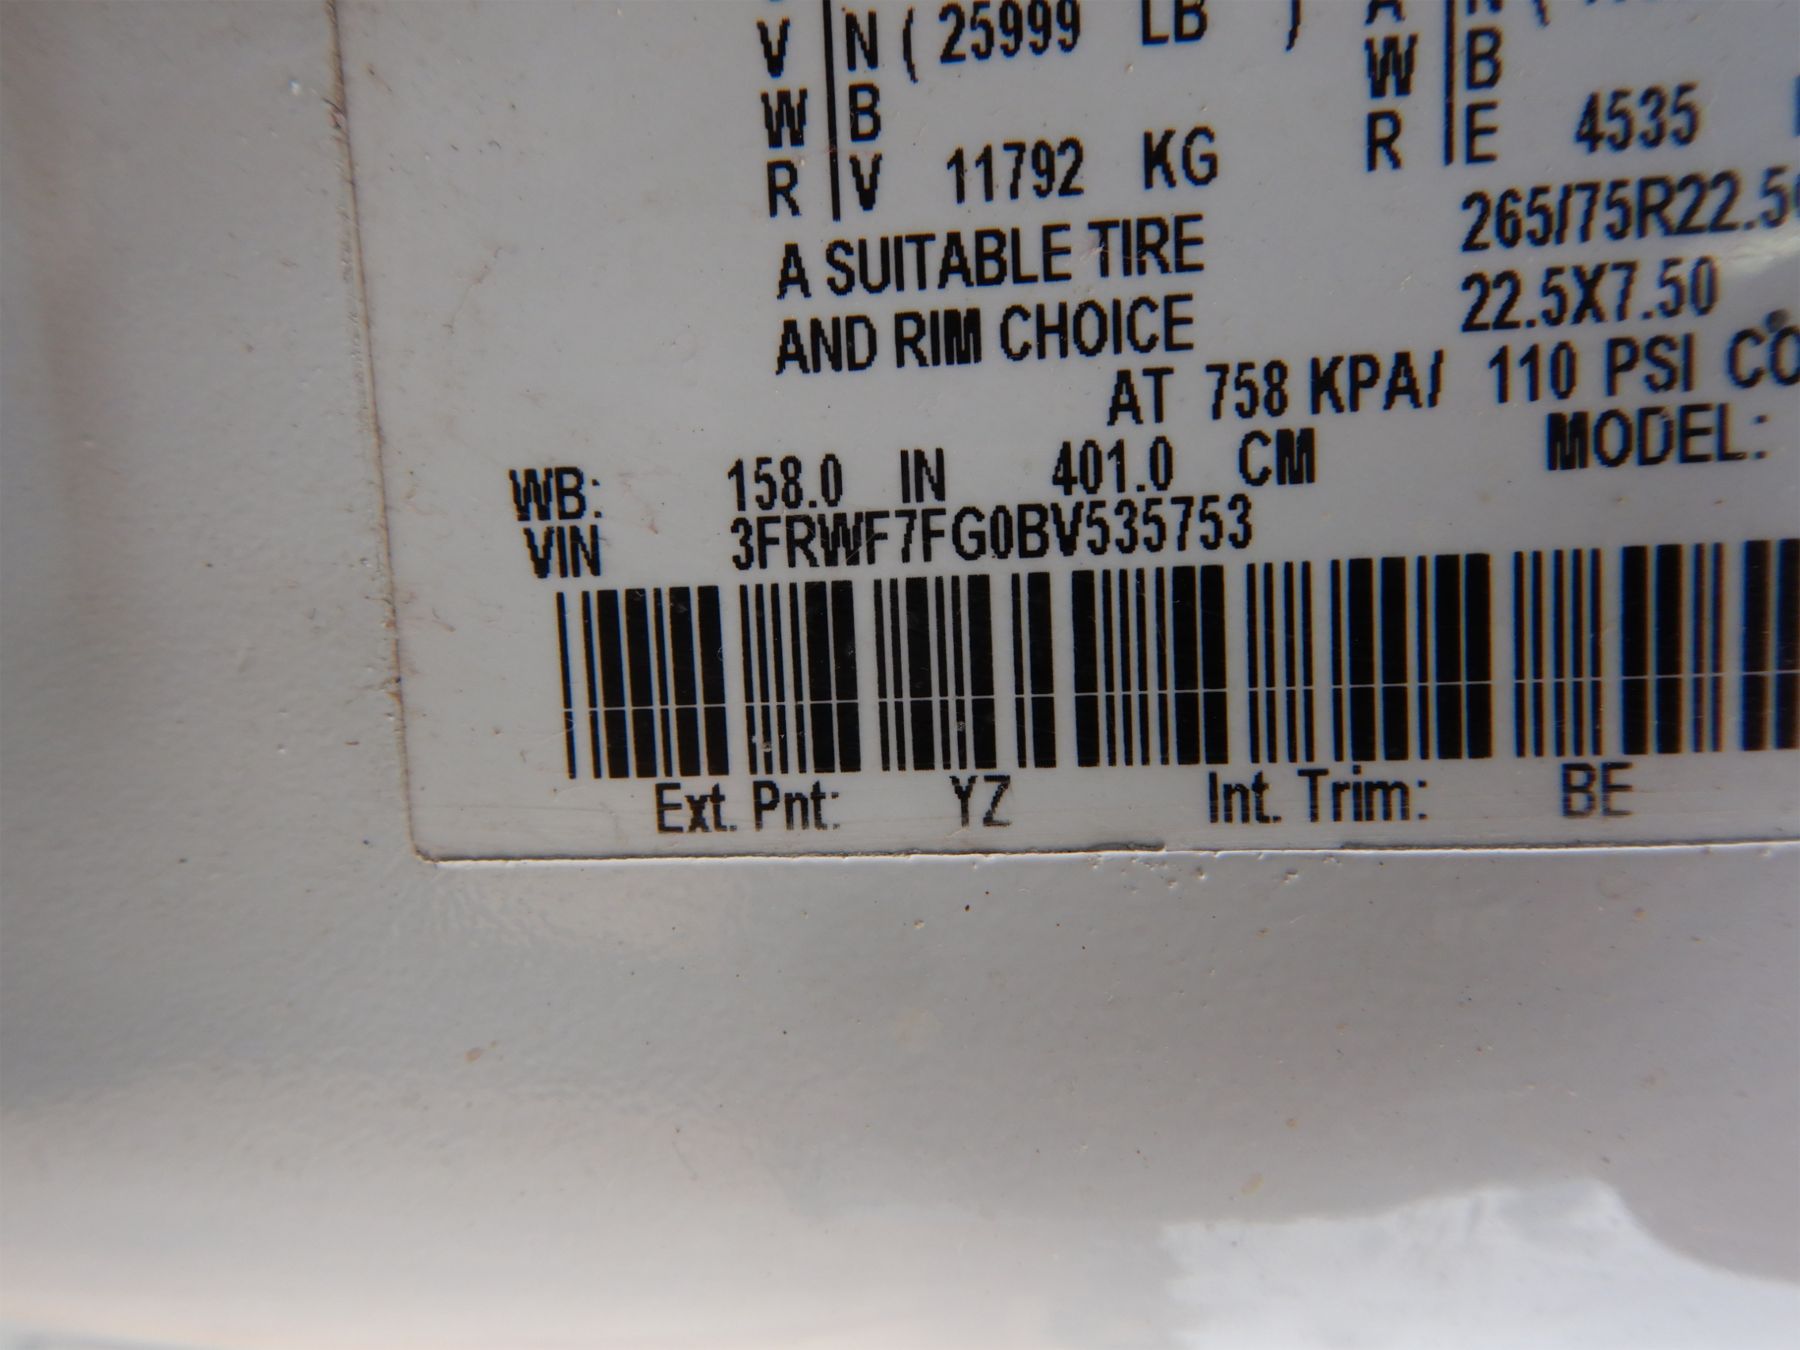 V N ( 25999 LB )
W B W B
R V 11792 KG R E 4535
A SUITABLE TIRE 265/75R22.5
AND RIM CHOICE 22.5X7.50
AT 758 KPA/ 110 PSI CO
WB: 158.0 IN 401.0 CM MODEL:
VIN 3FRWF7FG0BV535753
Ext. Pnt: YZ Int. Trim: BE